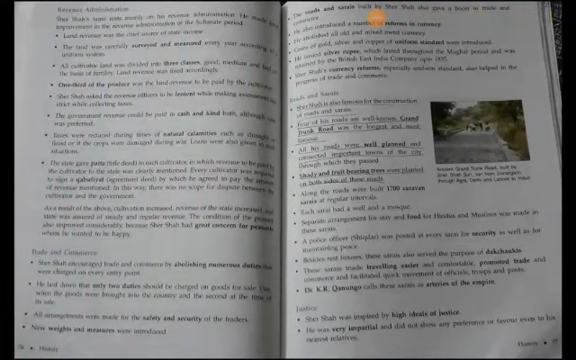 Revenue Administration
Sher Shah's fame rests mainly on his revenue administration. He made
improvement in the revenue administration of the Sultanate period.
• Land revenue was the chief source of state income.
• The land was carefully surveyed and measured every year according to a
uniform system.
• All cultivable land was divided into three classes, good, medium and bad on
the basis of fertility. Land revenue was fixed accordingly.
• One-third of the produce was the land revenue to be paid by the cultivator.
• Sher Shah asked the revenue officers to be lenient while making assessment
strict while collecting taxes.
• The government revenue could be paid in cash and kind both, although cash
was preferred.
• Taxes were reduced during times of natural calamities such as drought or
flood or if the crops were damaged during war. Loans were also given in such
situations.
• The state gave patta (title deed) to each cultivator, in which revenue to be paid by
the cultivator to the state was clearly mentioned. Every cultivator was required
to sign a qabuliyat (agreement deed) by which he agreed to pay the amount
of revenue mentioned. In this way, there was no scope for dispute between the
cultivator and the government.
As a result of the above, cultivation increased, revenue of the state increased, and
state was assured of steady and regular revenue. The condition of the peasants
also improved considerably, because Sher Shah had great concern for peasants
whom he wanted to be happy.
Trade and Commerce
• Sher Shah encouraged trade and commerce by abolishing numerous duties that
were charged on every entry point.
• He laid down that only two duties should be charged on goods for sale. One
when the goods were brought into the country and the second at the time of
its sale.
• All arrangements were made for the safety and security of the traders.
• New weights and measures were introduced.
History
• The roads and sarais built by Sher Shah also gave a boost to trade and
commerce.
• He also introduced a number of reforms in currency.
• He abolished all old and mixed metal currency.
• Coins of gold, silver and copper of uniform standard were introduced.
• He issued silver rupee, which lasted throughout the Mughal period and was
retained by the British East India Company upto 1835.
• Sher Shah's currency reforms, especially uniform standard, also helped in the
progress of trade and commerce.
Roads and Sarais
• Sher Shah is also famous for the construction
of roads and sarais.
• Four of his roads are well-known. Grand
Trunk Road was the longest and most
famous.
• All his roads were well planned and
connected important towns of the city
through which they passed.
• Shady and fruit bearing trees were planted
on both sides of these roads.
• Along the roads were built 1700 caravan
sarais at regular intervals.
Ancient Grand Trunk Road, built by
Sher Shah Suri, ran from Sonargaon
through Agra, Delhi and Lahore to
• Each sarai had a well and a mosque.
• Separate arrangement for stay and food for Hindus and Muslims was made in
these sarais.
• A police officer (Shiqdar) was posted at every sarai for security as well as for
maintaining peace.
• Besides rest houses, these sarais also served the purpose of dakchaukis.
• These sarais made travelling easier and comfortable, promoted trade and
commerce and facilitated quick movement of officials, troops and posts.
• Dr. K.R. Qanungo calls these sarais as arteries of the empire.
Justice
• Sher Shah was inspired by high ideals of justice.
• He was very impartial and did not show any preference or favour even to his
nearest relatives.
History